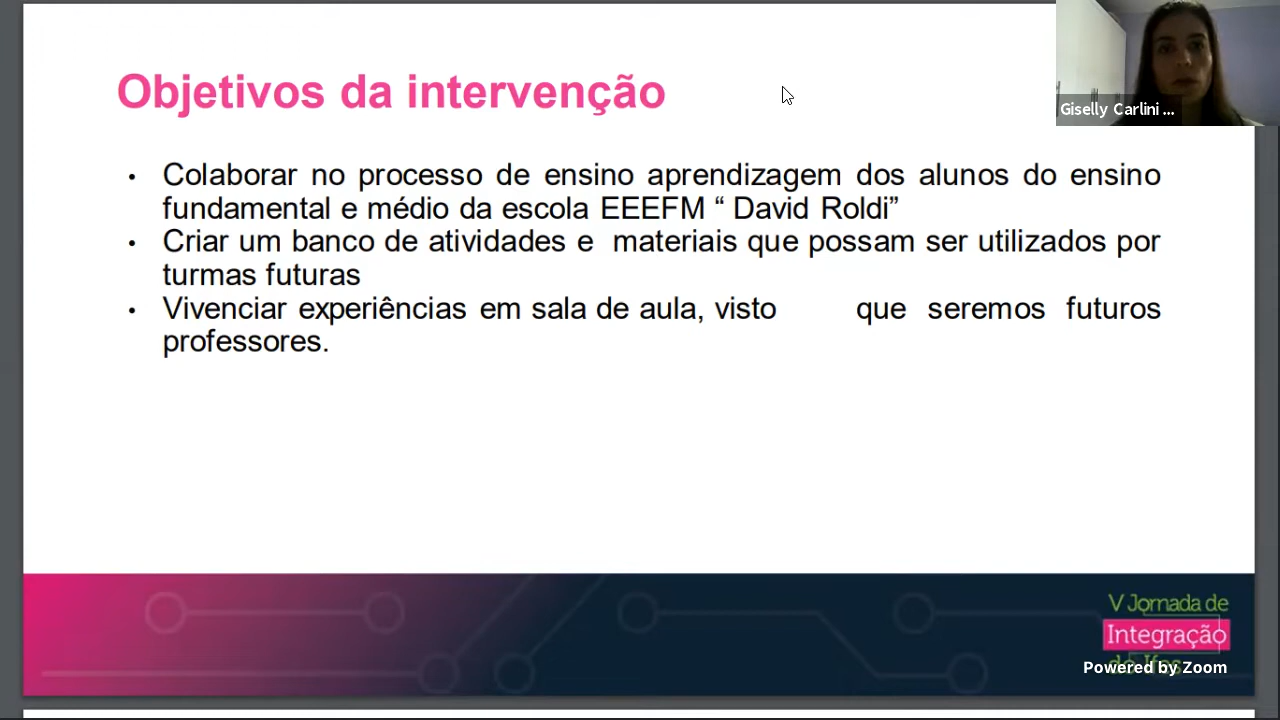 Objetivos da intervenção
Giselly Carlini ...
• Colaborar no processo de ensino aprendizagem dos alunos do ensino
fundamental e médio da escola EEEFM “ David Roldi”
• Criar um banco de atividades e  materiais que possam ser utilizados por
turmas futuras
• Vivenciar experiências em sala de aula, visto que seremos futuros
professores.
V Jornada de
Integração
do Ifes
Powered by Zoom